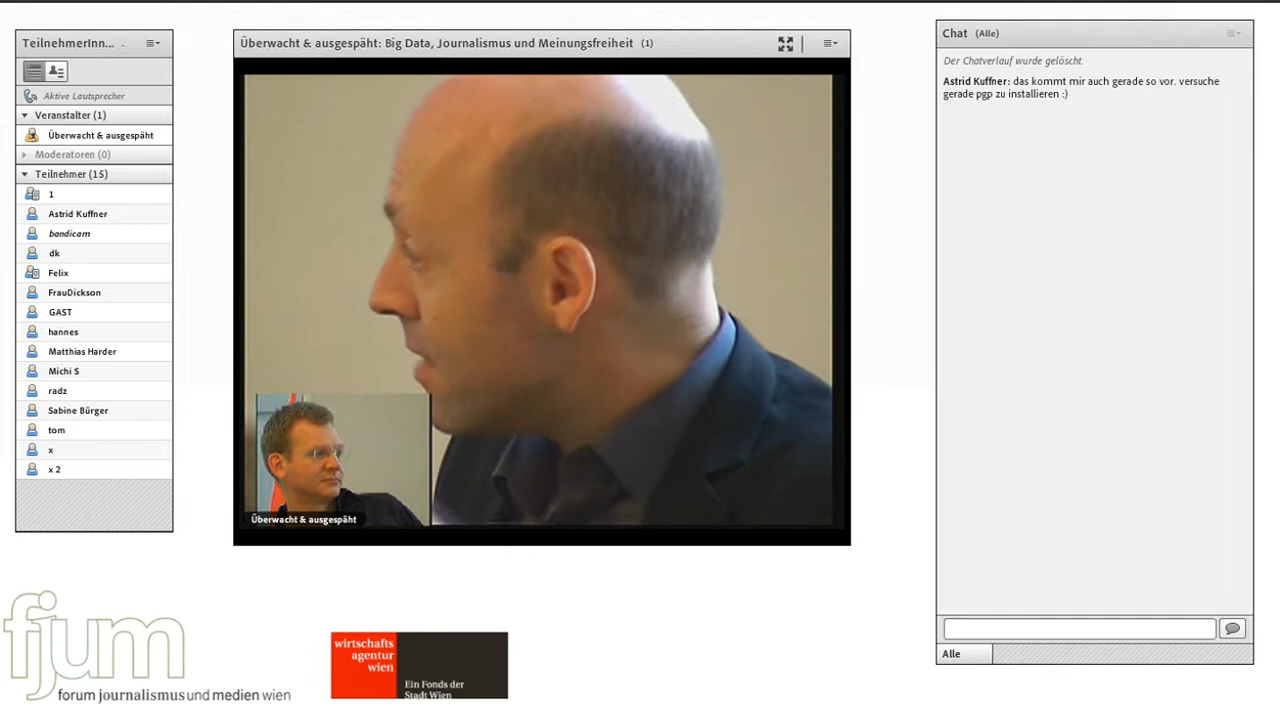 TeilnehmerInn... .
Aktive Lautsprecher
Veranstalter (1)
Überwacht & ausgespäht
Moderatoren (0)
Teilnehmer (15)
1
Astrid Kuffner
bandicam
dk
Felix
FrauDickson
GAST
hannes
Matthias Harder
Michi S
radz
Sabine Bürger
tom
x
x 2
Überwacht & ausgespäht: Big Data, Journalismus und Meinungsfreiheit (1)
Überwacht & ausgespäht
Chat (Alle)
Der Chatverlauf wurde gelöscht.
Astrid Kuffner: das kommt mir auch gerade so vor. versuche
gerade pgp zu installieren :)
Alle
fjum
forum journalismus und medien wien
wirtschafts
agentur
wien
Ein Fonds der
Stadt Wien